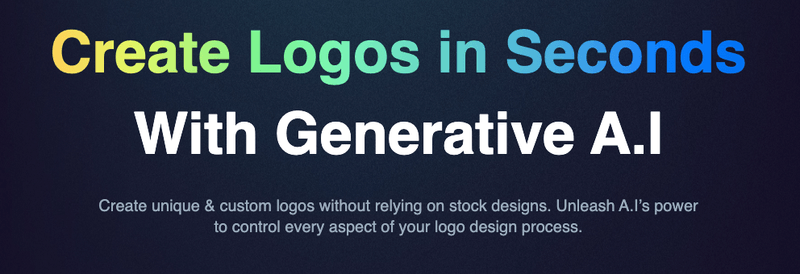 Create Logos in Seconds
With Generative A.I
Create unique & custom logos without relying on stock designs. Unleash A.I’s power
to control every aspect of your logo design process.